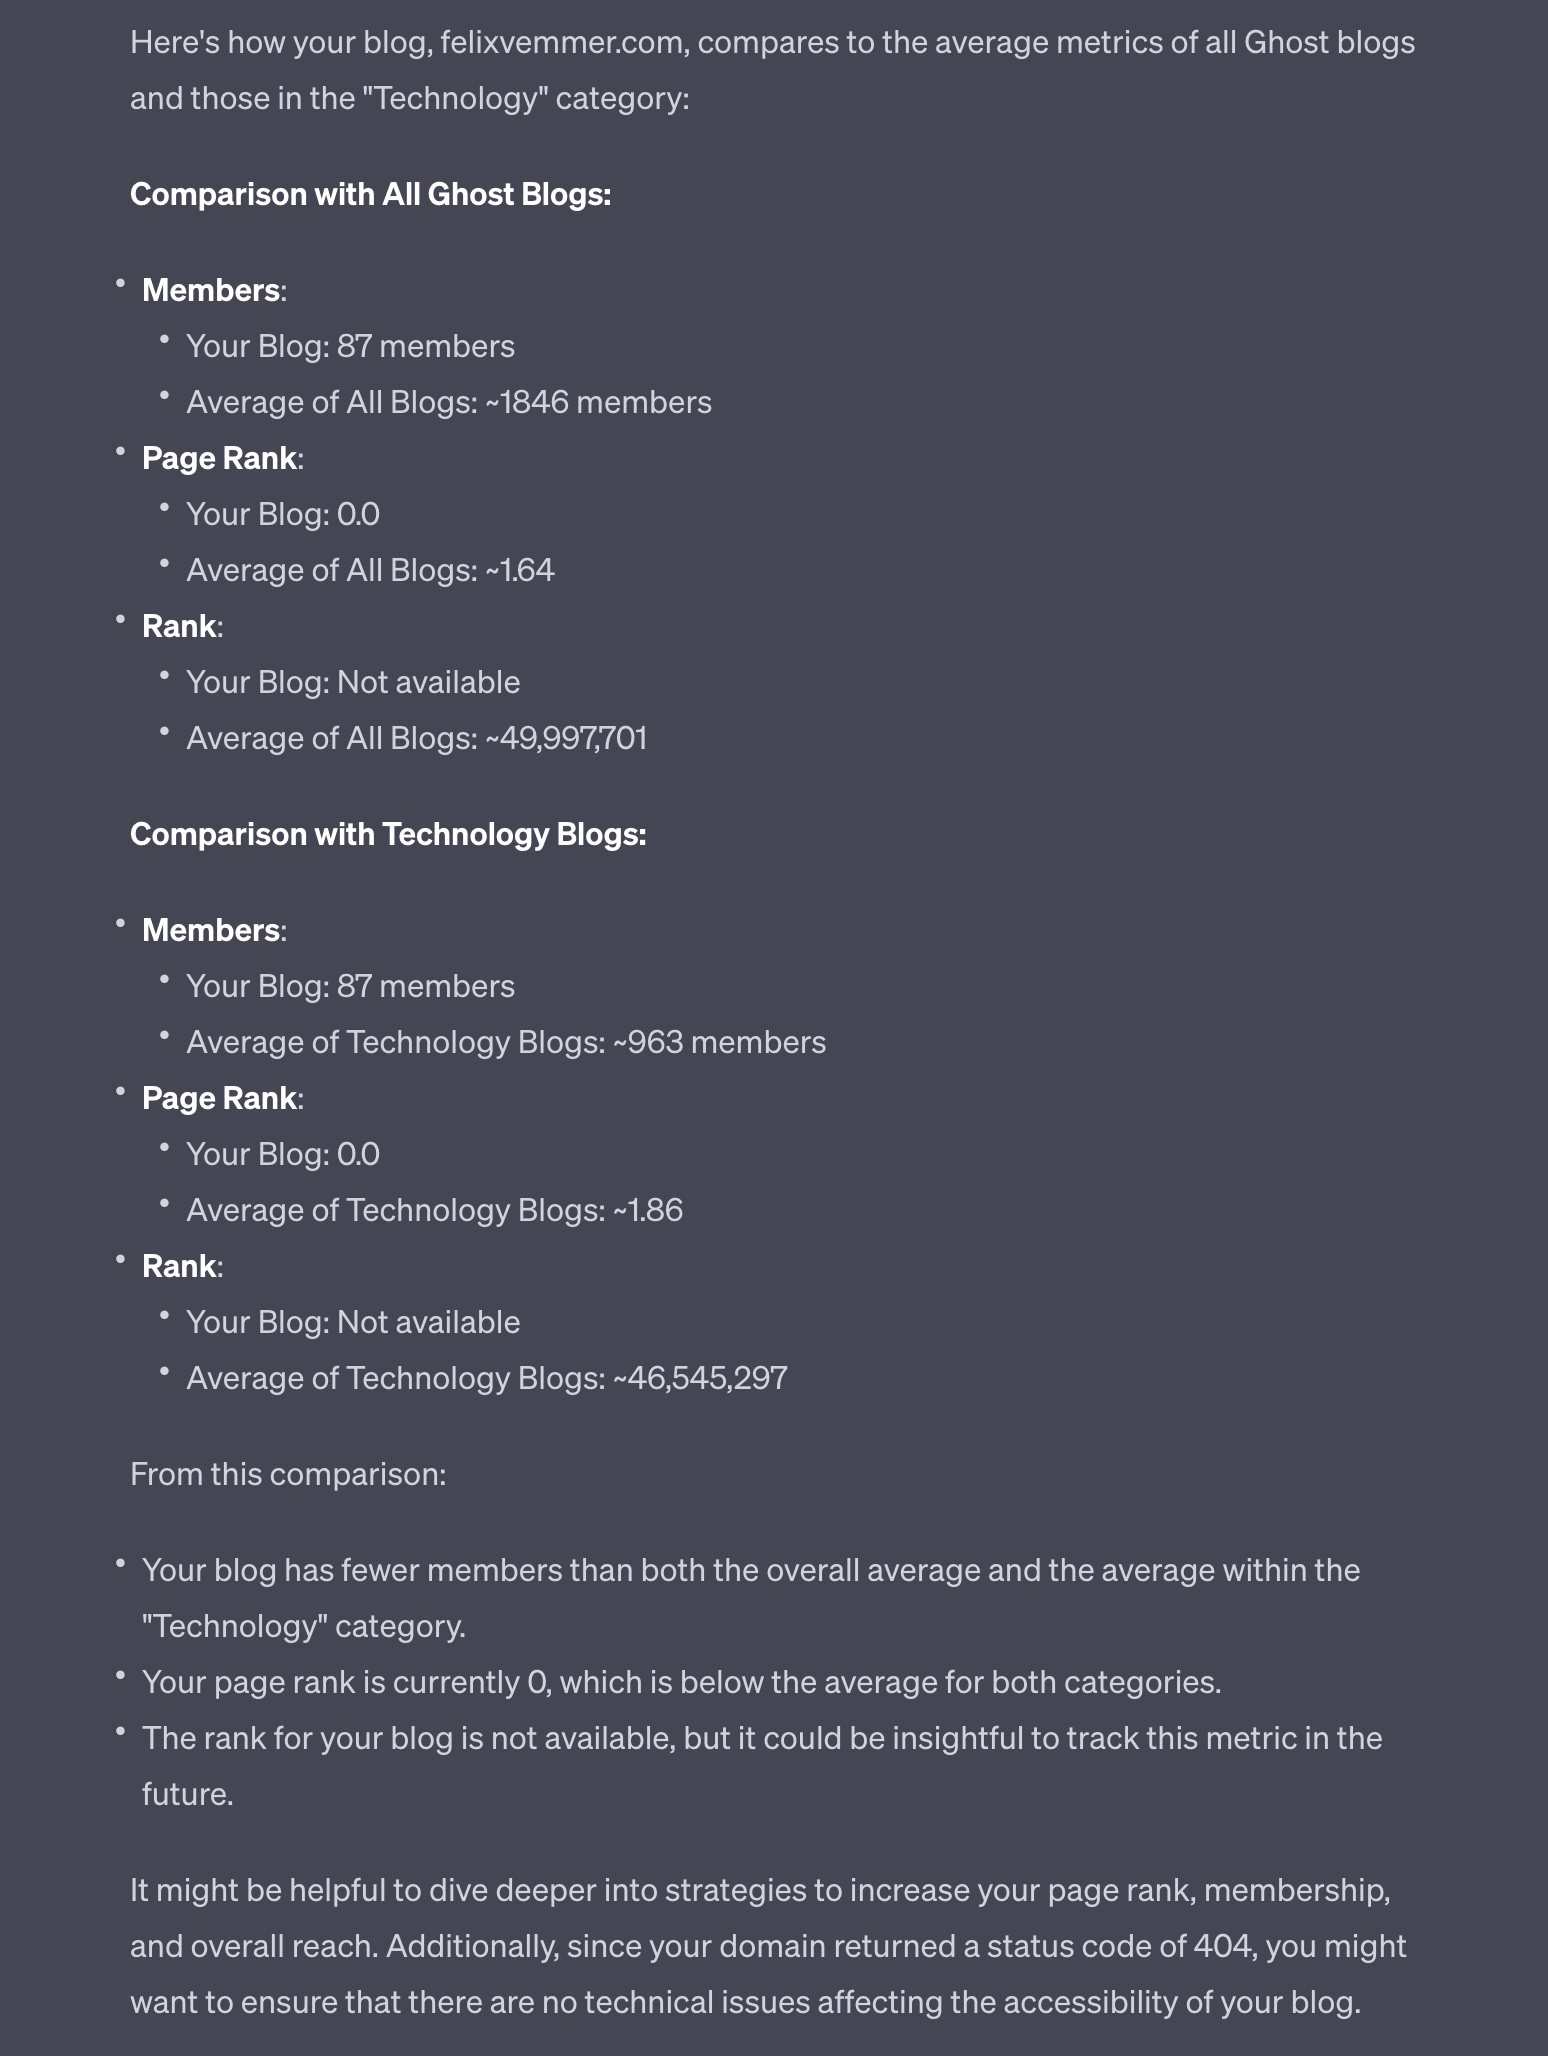 Here's how your blog, felixvemmer.com, compares to the average metrics of all Ghost blogs
and those in the "Technology" category:
Comparison with All Ghost Blogs:
• Members:
• Your Blog: 87 members
• Average of All Blogs: ~1846 members
• Page Rank:
• Your Blog: 0.0
• Average of All Blogs: ~1.64
• Rank:
• Your Blog: Not available
• Average of All Blogs: ~49,997,701
Comparison with Technology Blogs:
• Members:
• Your Blog: 87 members
• Average of Technology Blogs: ~963 members
• Page Rank:
• Your Blog: 0.0
• Average of Technology Blogs: ~1.86
• Rank:
• Your Blog: Not available
• Average of Technology Blogs: ~46,545,297
From this comparison:
• Your blog has fewer members than both the overall average and the average within the
"Technology" category.
• Your page rank is currently 0, which is below the average for both categories.
• The rank for your blog is not available, but it could be insightful to track this metric in the
future.
It might be helpful to dive deeper into strategies to increase your page rank, membership,
and overall reach. Additionally, since your domain returned a status code of 404, you might
want to ensure that there are no technical issues affecting the accessibility of your blog.